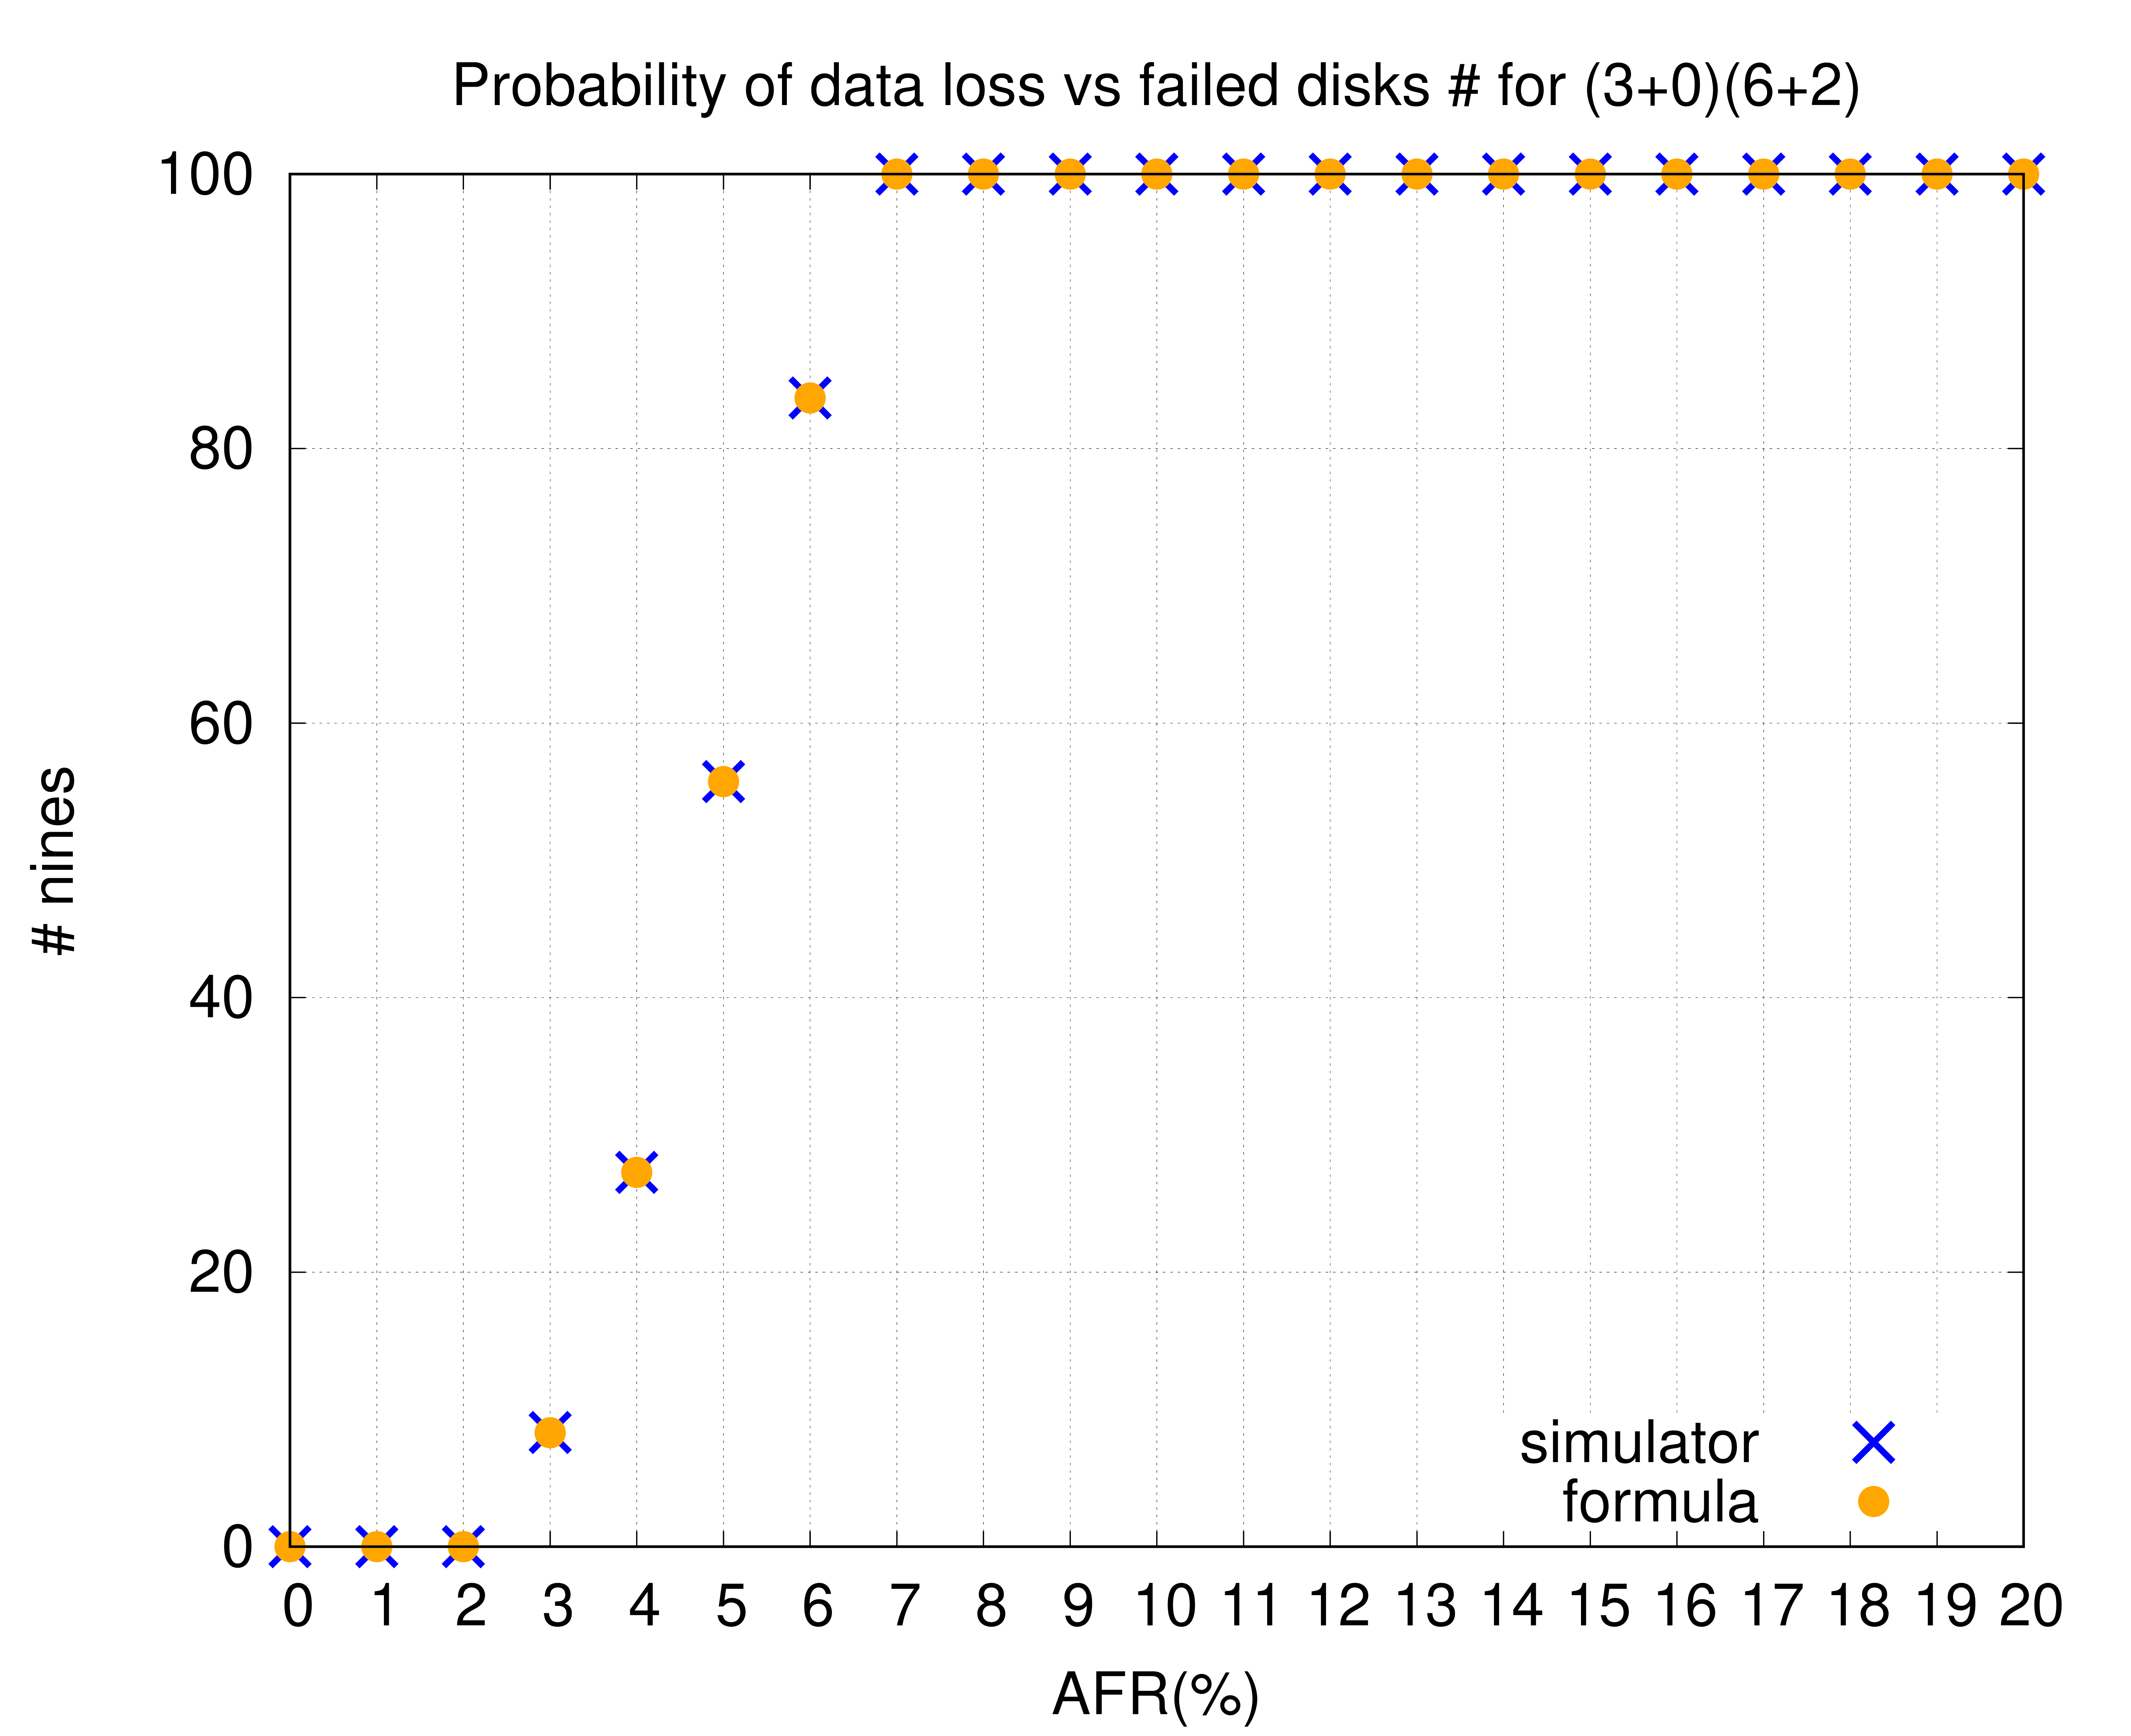 Probability of data loss vs failed disks # for (3+0)(6+2)
100
80
60
40
20
0
# nines
simulator
formula
0 1 2 3 4 5 6 7 8 9 10 11 12 13 14 15 16 17 18 19 20
AFR(%)